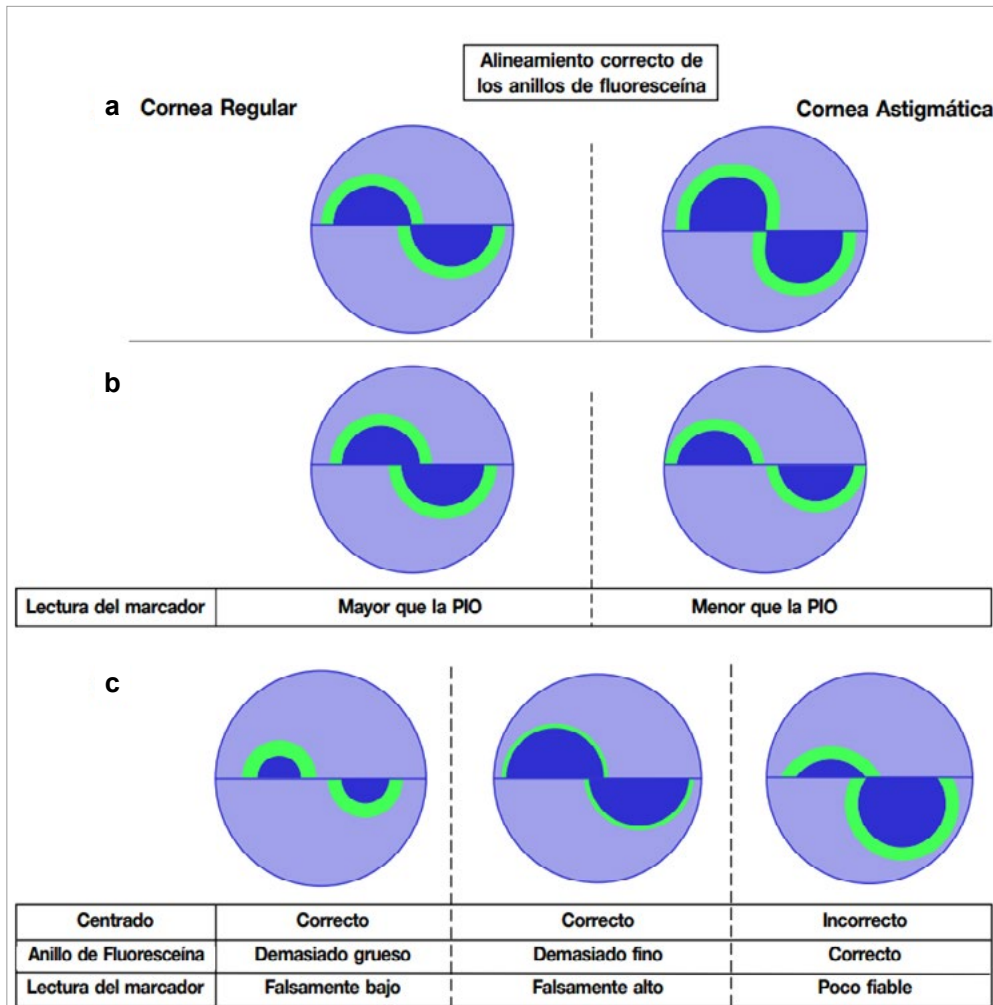 Alineamiento correcto de
los anillos de fluoresceína
a Cornea Regular Cornea Astigmática
b
Lectura del marcador Mayor que la PIO Menor que la PIO
c
Centrado Correcto Correcto Incorrecto
Anillo de Fluoresceína Demasiado grueso Demasiado fino Correcto
Lectura del marcador Falsamente bajo Falsamente alto Poco fiable